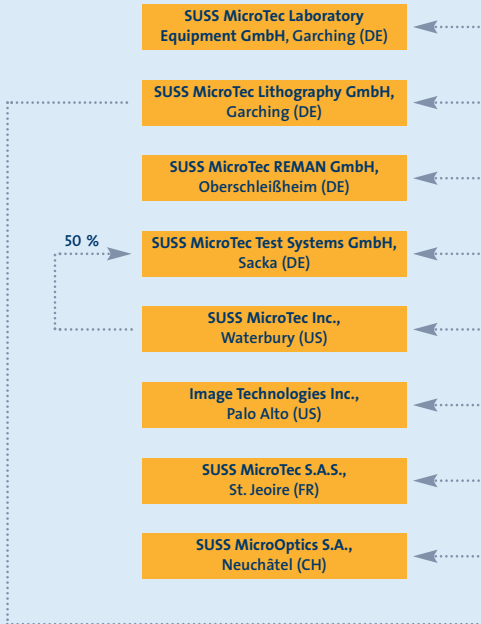 SUSS MicroTec Laboratory
Equipment GmbH, Garching (DE)
SUSS MicroTec Lithography GmbH,
Garching (DE)
SUSS MicroTec REMAN GmbH,
Oberschleißheim (DE)
50 %
SUSS MicroTec Test Systems GmbH,
Sacka (DE)
SUSS MicroTec Inc.,
Waterbury (US)
Image Technologies Inc.,
Palo Alto (US)
SUSS MicroTec S.A.S.,
St. Jeoire (FR)
SUSS MicroOptics S.A.,
Neuchâtel (CH)